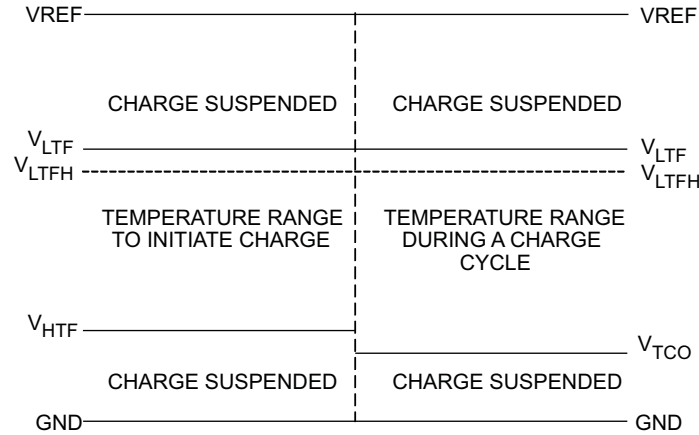 VREF VREF
CHARGE SUSPENDED CHARGE SUSPENDED
VLTF VLTF
VLTFH VLTFH
TEMPERATURE RANGE TEMPERATURE RANGE
TO INITIATE CHARGE DURING A CHARGE
CYCLE
VHTF
VTCO
CHARGE SUSPENDED CHARGE SUSPENDED
GND GND